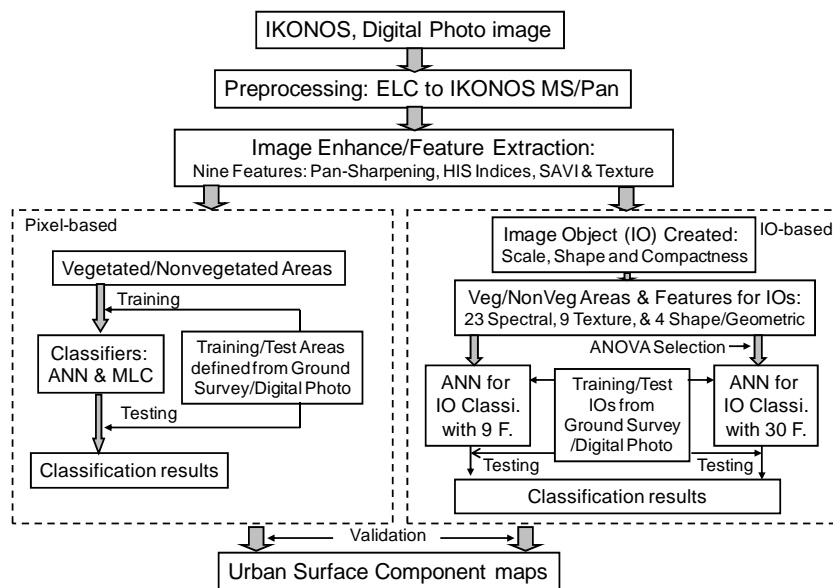 IKONOS, Digital Photo image
Preprocessing: ELC to IKONOS MS/Pan
Image Enhance/Feature Extraction:
Nine Features: Pan-Sharpening, HIS Indices, SAVI & Texture
Pixel-based
Vegetated/Nonvegetated Areas
Training
Classifiers:
ANN & MLC
Training/Test Areas
defined from Ground
Survey/Digital Photo
Testing
Classification results
IO-based
Image Object (IO) Created:
Scale, Shape and Compactness
Veg/NonVeg Areas & Features for IOs:
23 Spectral, 9 Texture, & 4 Shape/Geometric
ANOVA Selection
ANN for
IO Classi.
with 9 F.
Training/Test
IOs from
Ground Survey
/Digital Photo
ANN for
IO Classi.
with 30 F.
Testing
Testing
Classification results
Validation
Urban Surface Component maps